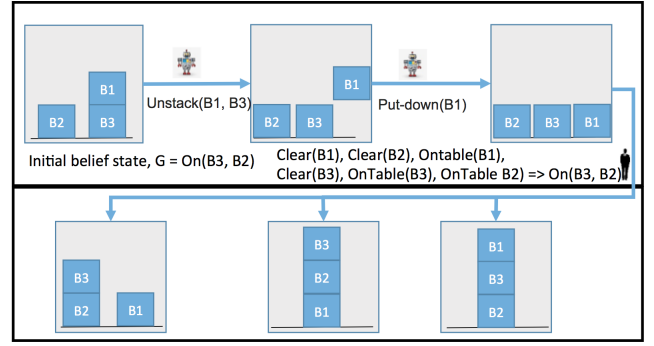 B1
B2 B3
Unstack(B1, B3)
B1
B2 B3
Put-down(B1)
B2 B3 B1
Initial belief state, G = On(B3, B2)
Clear(B1), Clear(B2), Ontable(B1),
Clear(B3), OnTable(B3), OnTable B2) => On(B3, B2)
B3
B2 B1
B3
B2
B1
B1
B3
B2